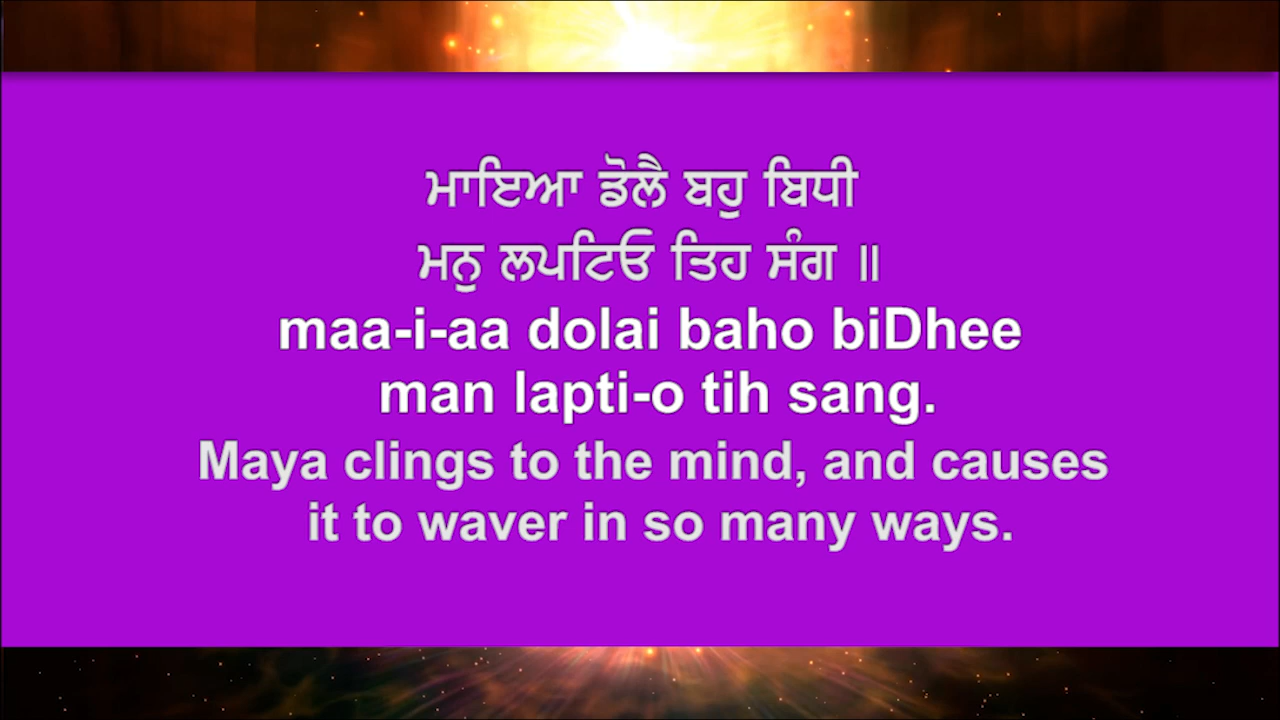 ਮਾਇਆ ਡੋਲੈ ਬਹੁ ਬਿਧੀ
ਮਨੁ ਲਪਟਿਓ ਤਿਹ ਸੰਗ ॥
maa-i-aa dolai baho biDhee
man lapti-o tih sang.
Maya clings to the mind, and causes
it to waver in so many ways.